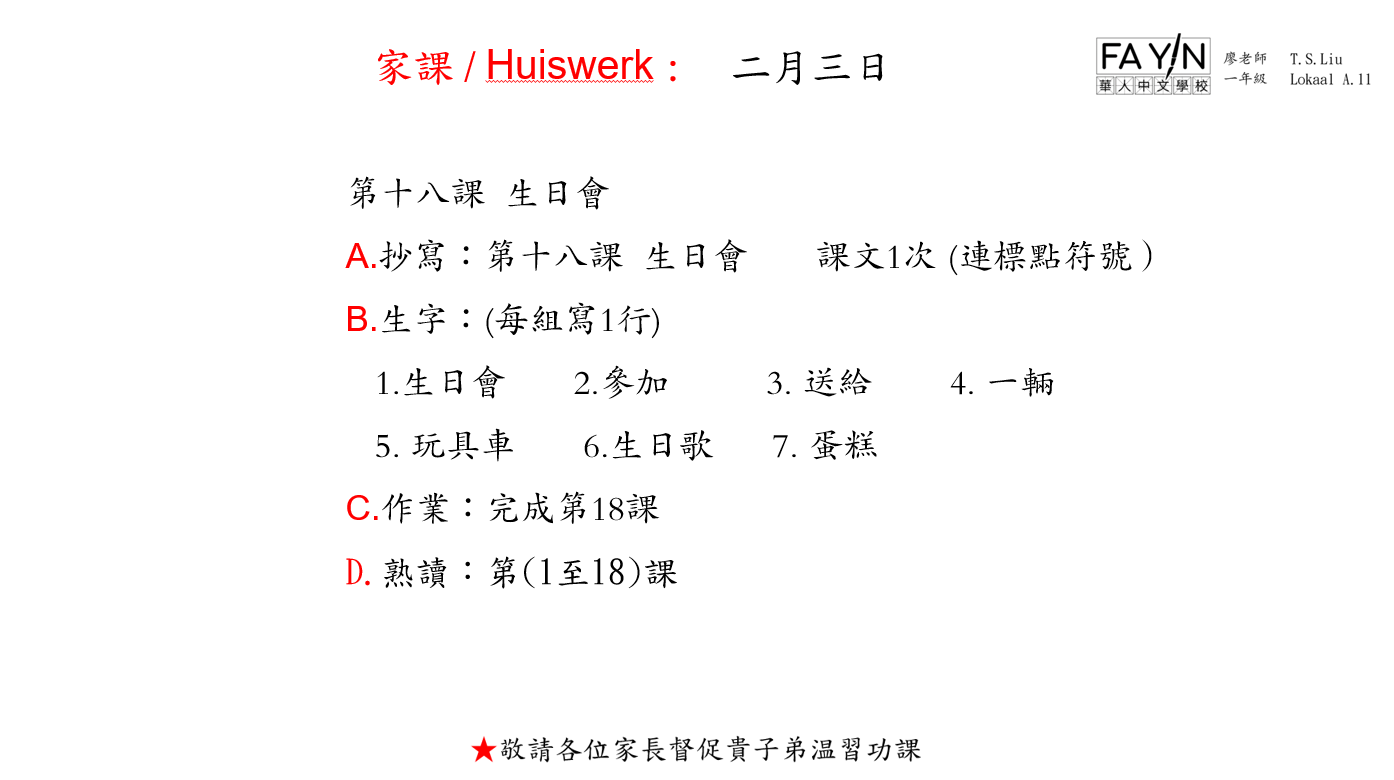 家課 / Huiswerk： 二月三日
FAYIN
華人中文學校
廖老師 T.S.Liu
一年級 Lokaal A.11
第十八課 生日會
A.抄寫：第十八課 生日會 課文1次 (連標點符號）
B.生字：(每組寫1行)
1.生日會 2.參加 3. 送給 4. 一輛
5. 玩具車 6.生日歌 7. 蛋糕
C.作業：完成第18課
D. 熟讀：第(1至18)課
★敬請各位家長督促貴子弟温習功課